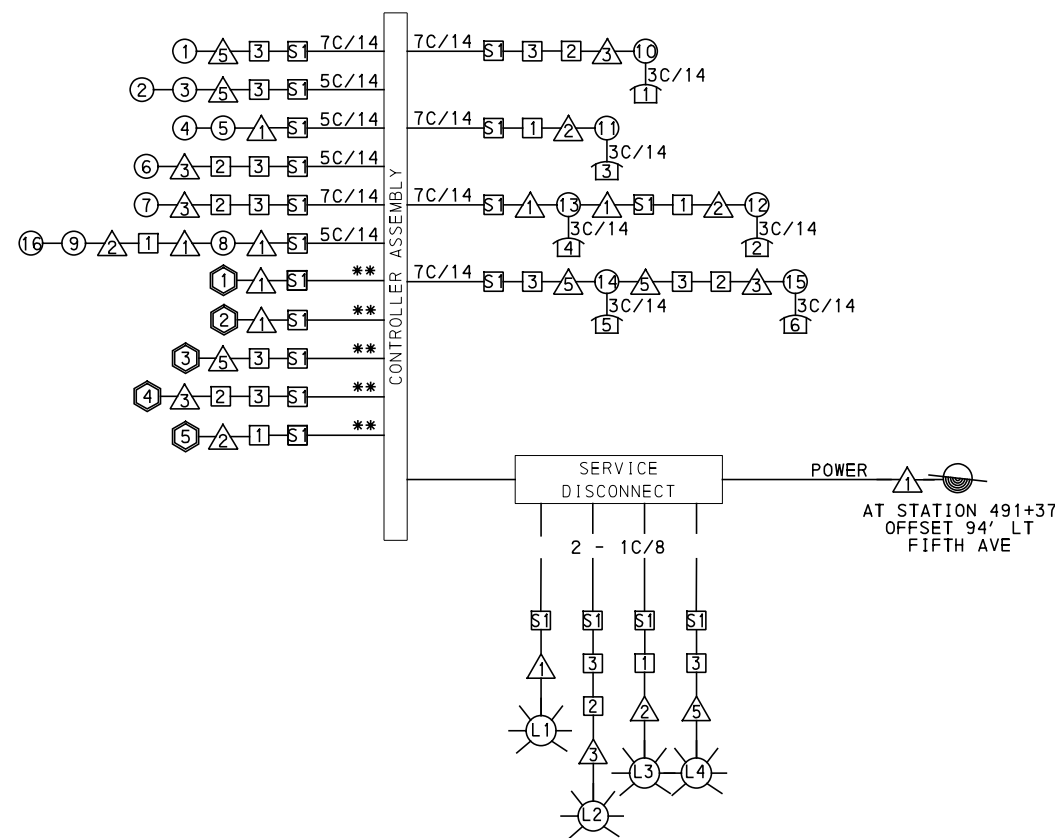 1 5 3 S1 7C/14
2 3 5 3 S1 5C/14
4 5 1 S1 5C/14
6 3 2 3 S1 5C/14
7 3 2 3 S1 7C/14
16 9 2 1 1 8 1 S1 5C/14
1 1 S1 **
2 1 S1 **
3 5 3 S1 **
4 3 2 3 S1 **
5 2 1 S1 **
CONTROLLER ASSEMBLY
7C/14 S1 3 2 3 10
3C/14
1
7C/14 S1 1 2 11
3C/14
3
7C/14 S1 1 13 1 S1 1 2 12
3C/14 3C/14
4 2
7C/14 S1 3 5 14 5 3 2 3 15
3C/14 3C/14
5 6
SERVICE
DISCONNECT
POWER 1
AT STATION 491+37
OFFSET 94' LT
FIFTH AVE
2 - 1C/8
S1 S1 S1 S1
3 1 3
1 2 2 5
L1 3 L3 L4
L2